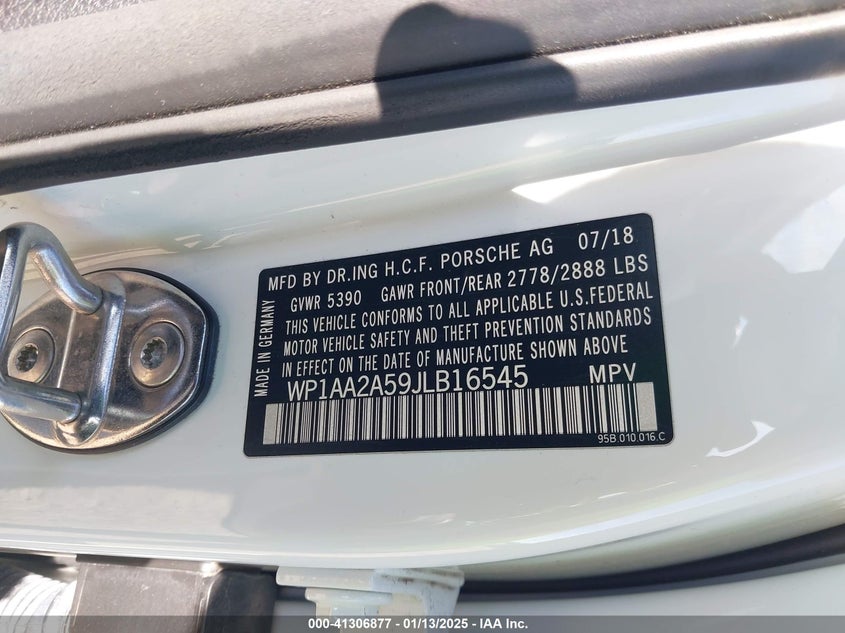 MFD BY DR.ING H.C.F. PORSCHE AG 07/18
GVWR 5390 GAWR FRONT/REAR 2778/2888 LBS
THIS VEHICLE CONFORMS TO ALL APPLICABLE U.S.FEDERAL
MOTOR VEHICLE SAFETY AND THEFT PREVENTION STANDARDS
IN EFFECT ON THE DATE OF MANUFACTURE SHOWN ABOVE
WP1AA2A59JLB16545 MPV
MADE IN GERMANY
95B.010.016.C
000-41306877 - 01/13/2025 - IAA Inc.